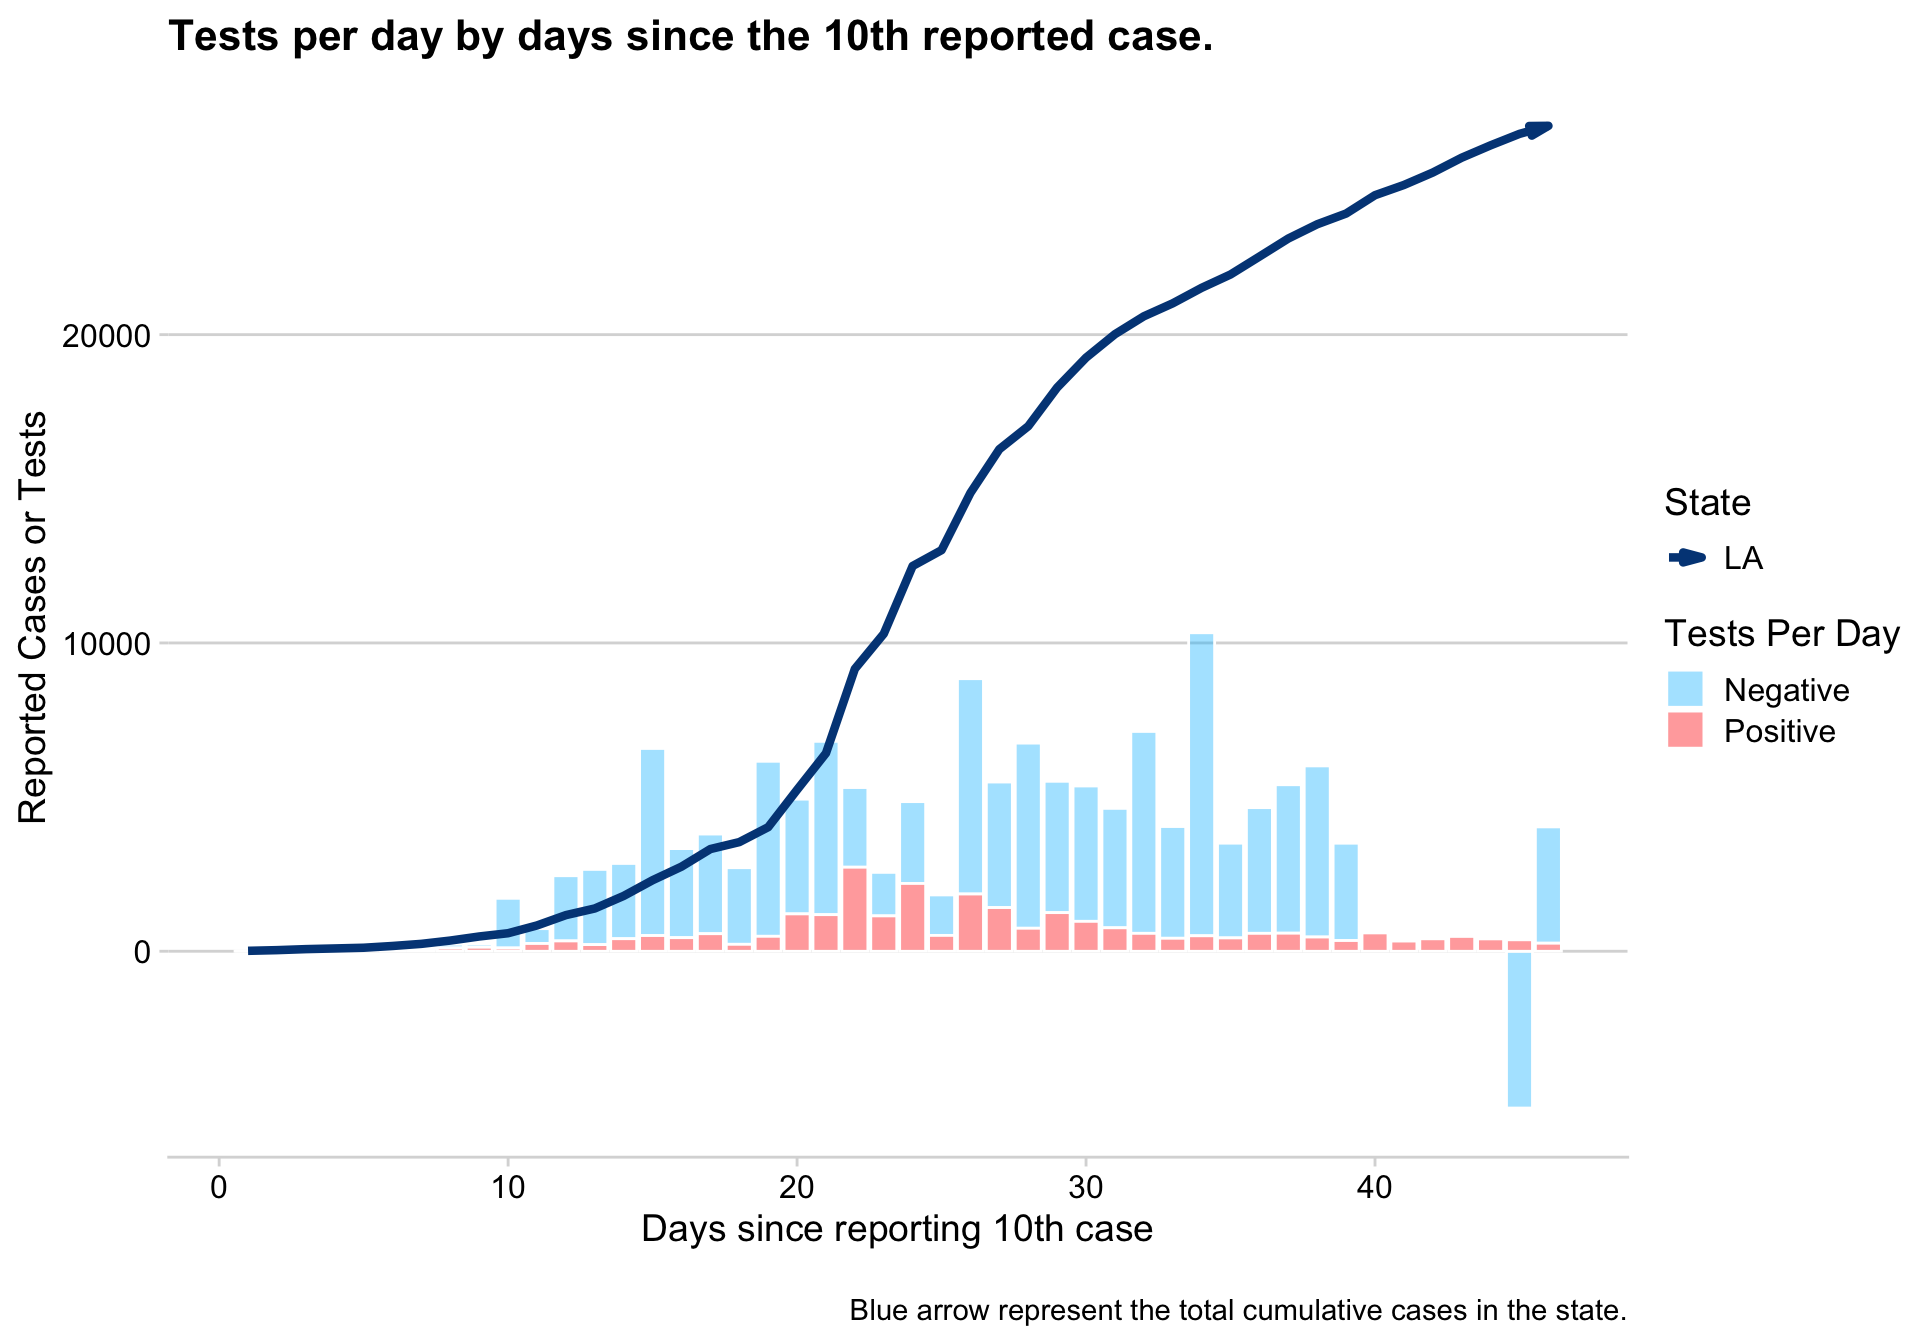 Tests per day by days since the 10th reported case.
Reported Cases or Tests
20000
10000
0
0
10
20
30
40
Days since reporting 10th case
State
LA
Tests Per Day
Negative
Positive
Blue arrow represent the total cumulative cases in the state.